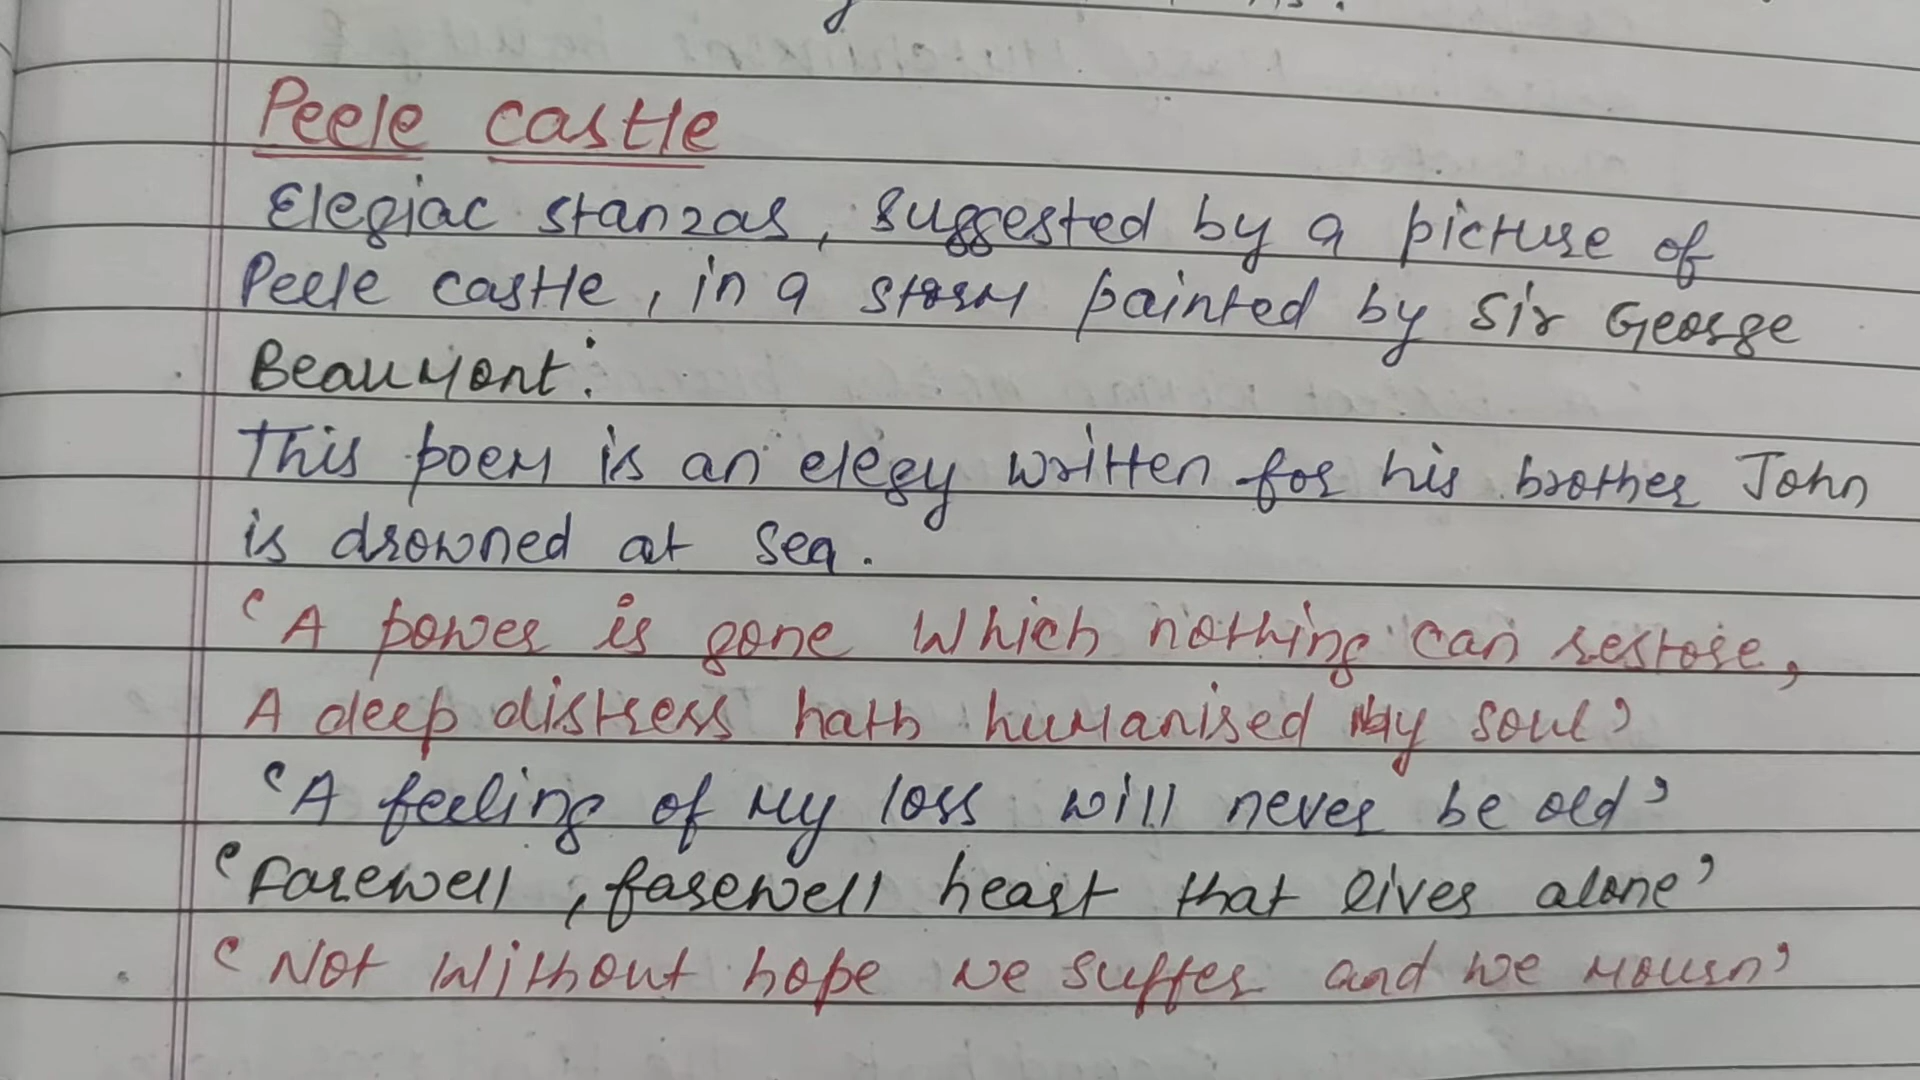 Peele castle
Elegiac stanzas, suggested by a picture of
Peele castle, in a storm painted by Sir George
Beaumont:
This poem is an elegy written for his brother John
is drowned at sea.
‘A power is gone which nothing can restore,
A deep distress hath humanised my soul’
‘A feeling of my loss will never be old’
‘Farewell, farewell heart that lives alone’
‘Not without hope we suffer and we mourn’